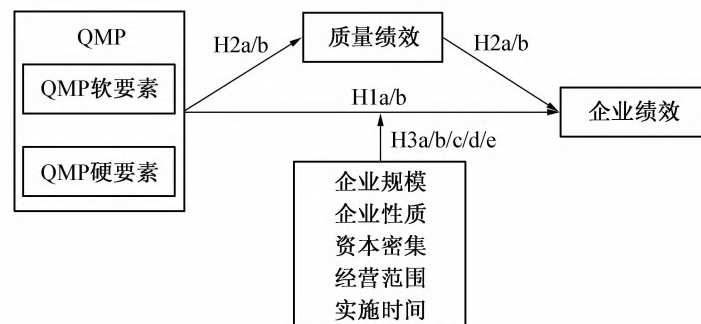 QMP
QMP软要素
QMP硬要素
H2a/b
质量绩效
H2a/b
H1a/b
企业绩效
H3a/b/c/d/e
企业规模
企业性质
资本密集
经营范围
实施时间